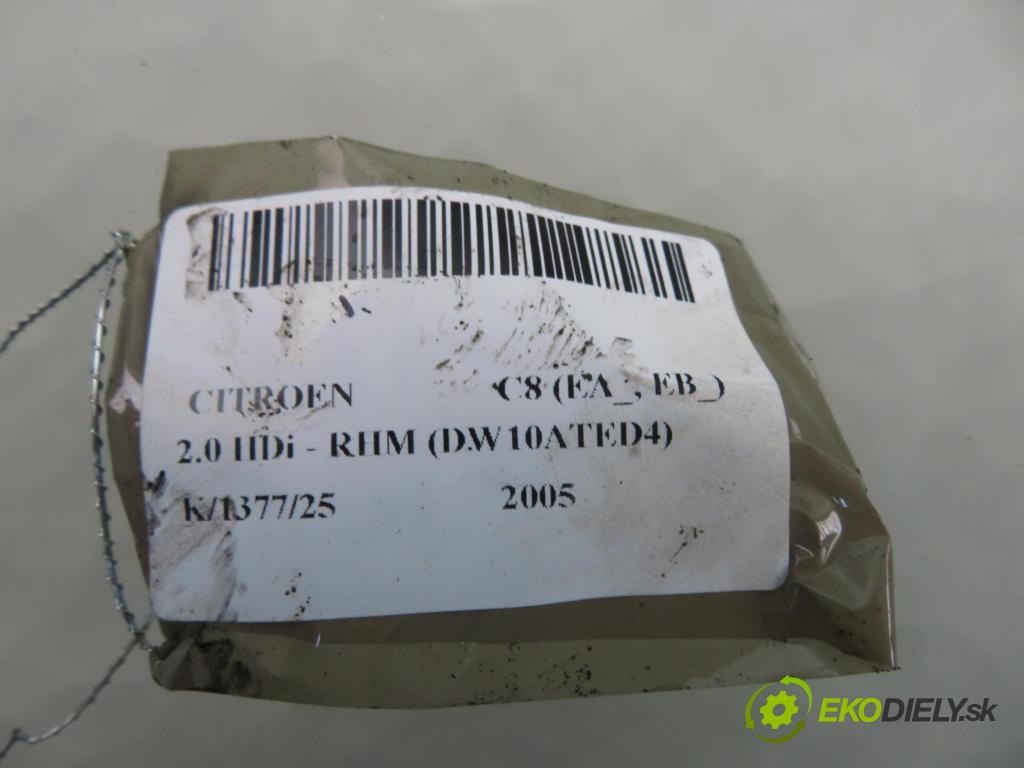 CITROEN C8 (EA_, EB_)
2.0 HDi - RHM (DW10ATED4)
K/1377/25 2005
EKODIELY.sk